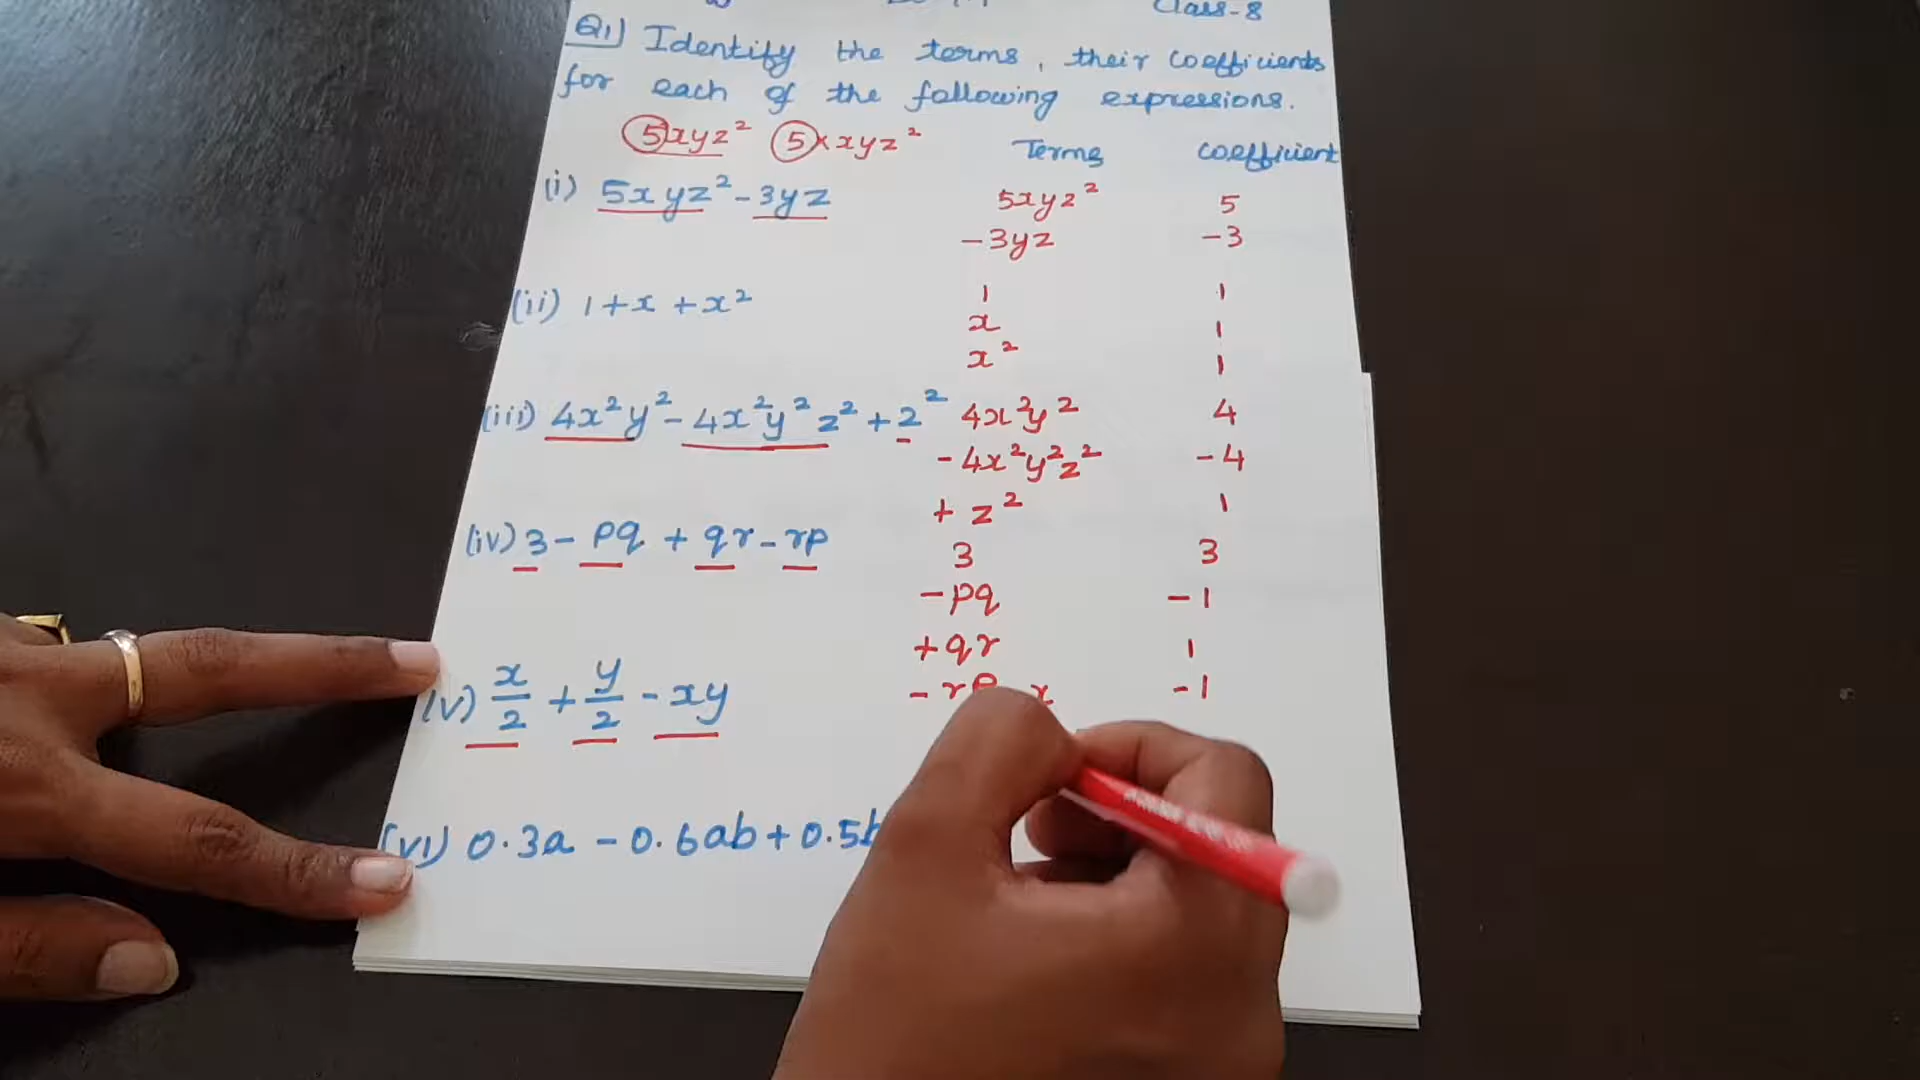 Class-8
Q1) Identify the terms, their coefficients
for each of the following expressions.
5xyz² 5×xyz² Terms coefficient
(i) 5xyz² - 3yz 5xyz² 5
-3yz -3
(ii) 1 + x + x² 1 1
x 1
x² 1
(iii) 4x²y² - 4x²y²z² + z² 4x²y² 4
-4x²y²z² -4
+ z² 1
(iv) 3 - pq + qr - rp 3 3
-pq -1
+qr 1
-rp x -1
(v) x/2 + y/2 - xy
(vi) 0.3a - 0.6ab + 0.5b